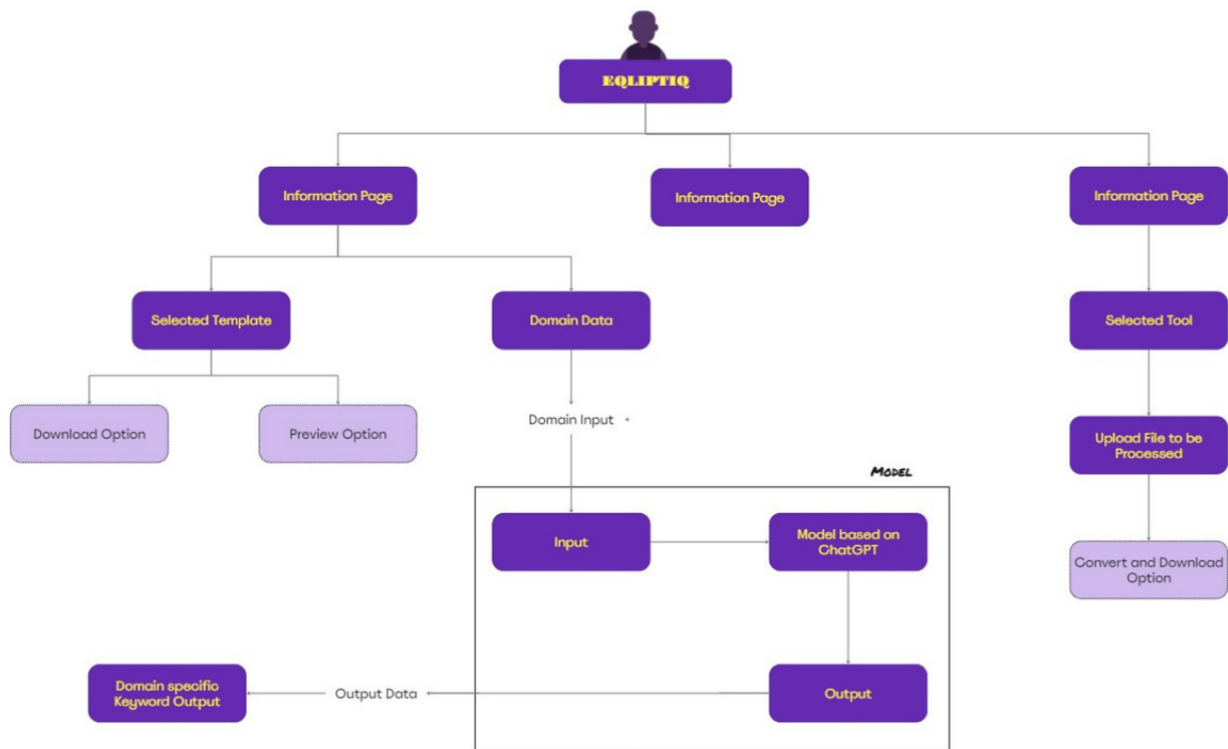 EQLIPTIQ
Information Page
Information Page
Information Page
Selected Template
Domain Data
Selected Tool
Download Option
Preview Option
Domain Input
Upload File to be
Processed
MODEL
Input
Model based on
ChatGPT
Convert and Download
Option
Domain specific
Keyword Output
Output Data
Output